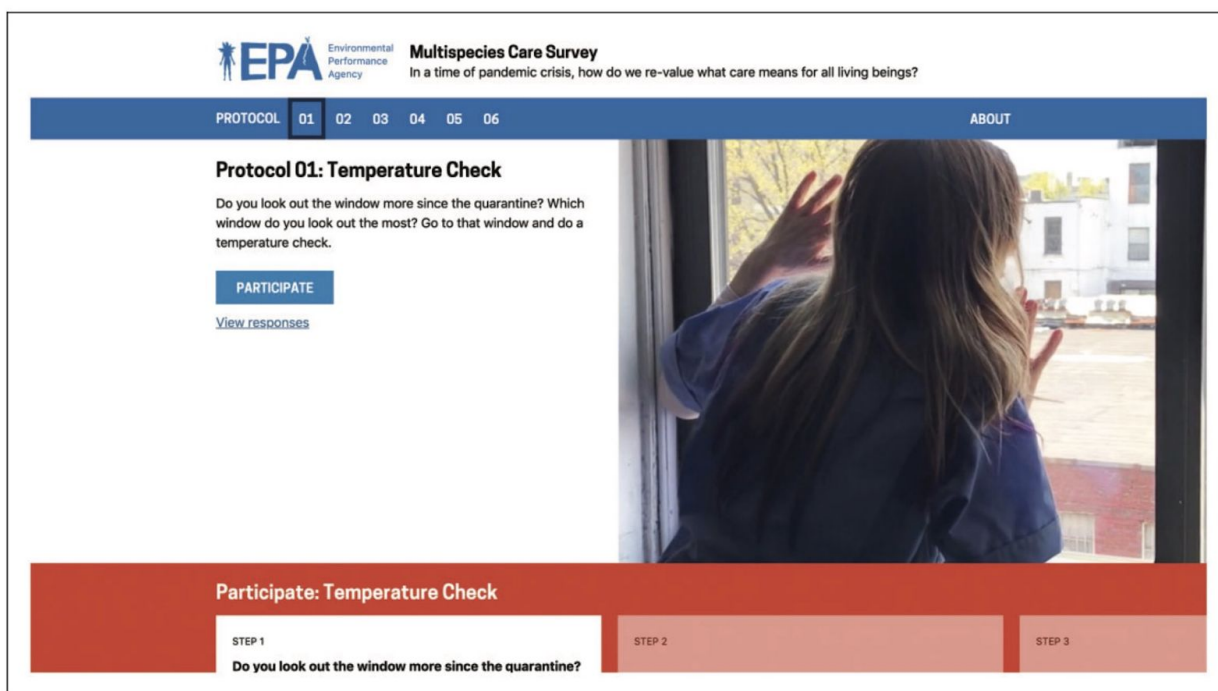 EPA
Environmental
Performance
Agency
Multispecies Care Survey
In a time of pandemic crisis, how do we re-value what care means for all living beings?
PROTOCOL 01 02 03 04 05 06 ABOUT
Protocol 01: Temperature Check
Do you look out the window more since the quarantine? Which
window do you look out the most? Go to that window and do a
temperature check.
PARTICIPATE
View responses
Participate: Temperature Check
STEP 1
Do you look out the window more since the quarantine?
STEP 2
STEP 3